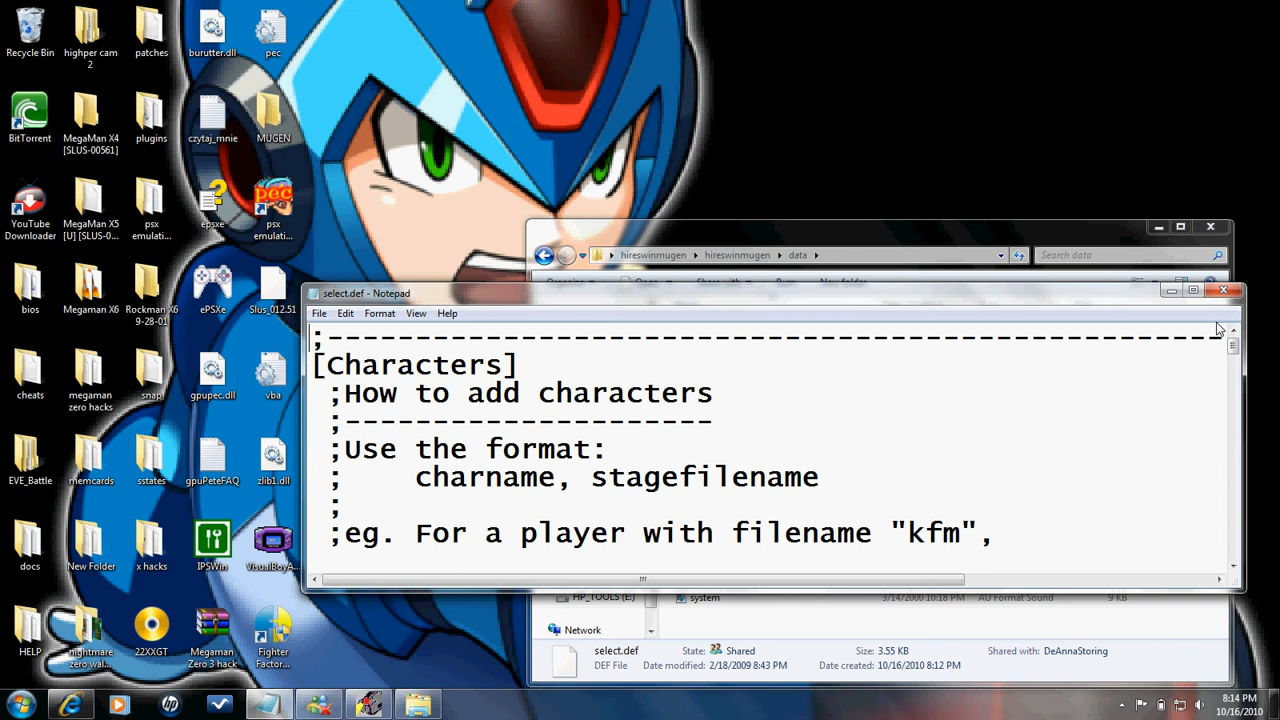 Recycle Bin
highper cam 2
patches
burutter.dll
pec
BitTorrent
MegaMan X4 [SLUS-00561]
plugins
czytaj_mnie
MUGEN
YouTube Downloader
MegaMan X5 [U] [SLUS-0...
psx emulati...
epsxe
psx emulati...
pec
bios
Megaman X6
Rockman X6 9-28-01
ePSXe
Slus_012.51
cheats
megaman zero hacks
snap
gpupec.dll
vba
EVE_Battle
memcards
sstates
gpuPeteFAQ
zlib1.dll
docs
New Folder
x hacks
IPSWin
VisualBoyA...
HELP
nightmare zero wal...
22XXGT
Megaman Zero 3 hack
Fighter Factor...
hiresmugen
hireswinmugen
data
Search data
select.def - Notepad
File Edit Format View Help
;---------------------------------------------------
[Characters]
;How to add characters
;---------------------
;Use the format:
; charname, stagefilename
;
;eg. For a player with filename "kfm",
HP_TOOLS (E:)
system
3/14/2000 10:18 PM
AU Format Sound
9 KB
Network
select.def
State: Shared
Size: 3.55 KB
Shared with: DeAnnaStoring
DEF File
Date modified: 2/18/2009 8:43 PM
Date created: 10/16/2010 8:12 PM
8:14 PM
10/16/2010